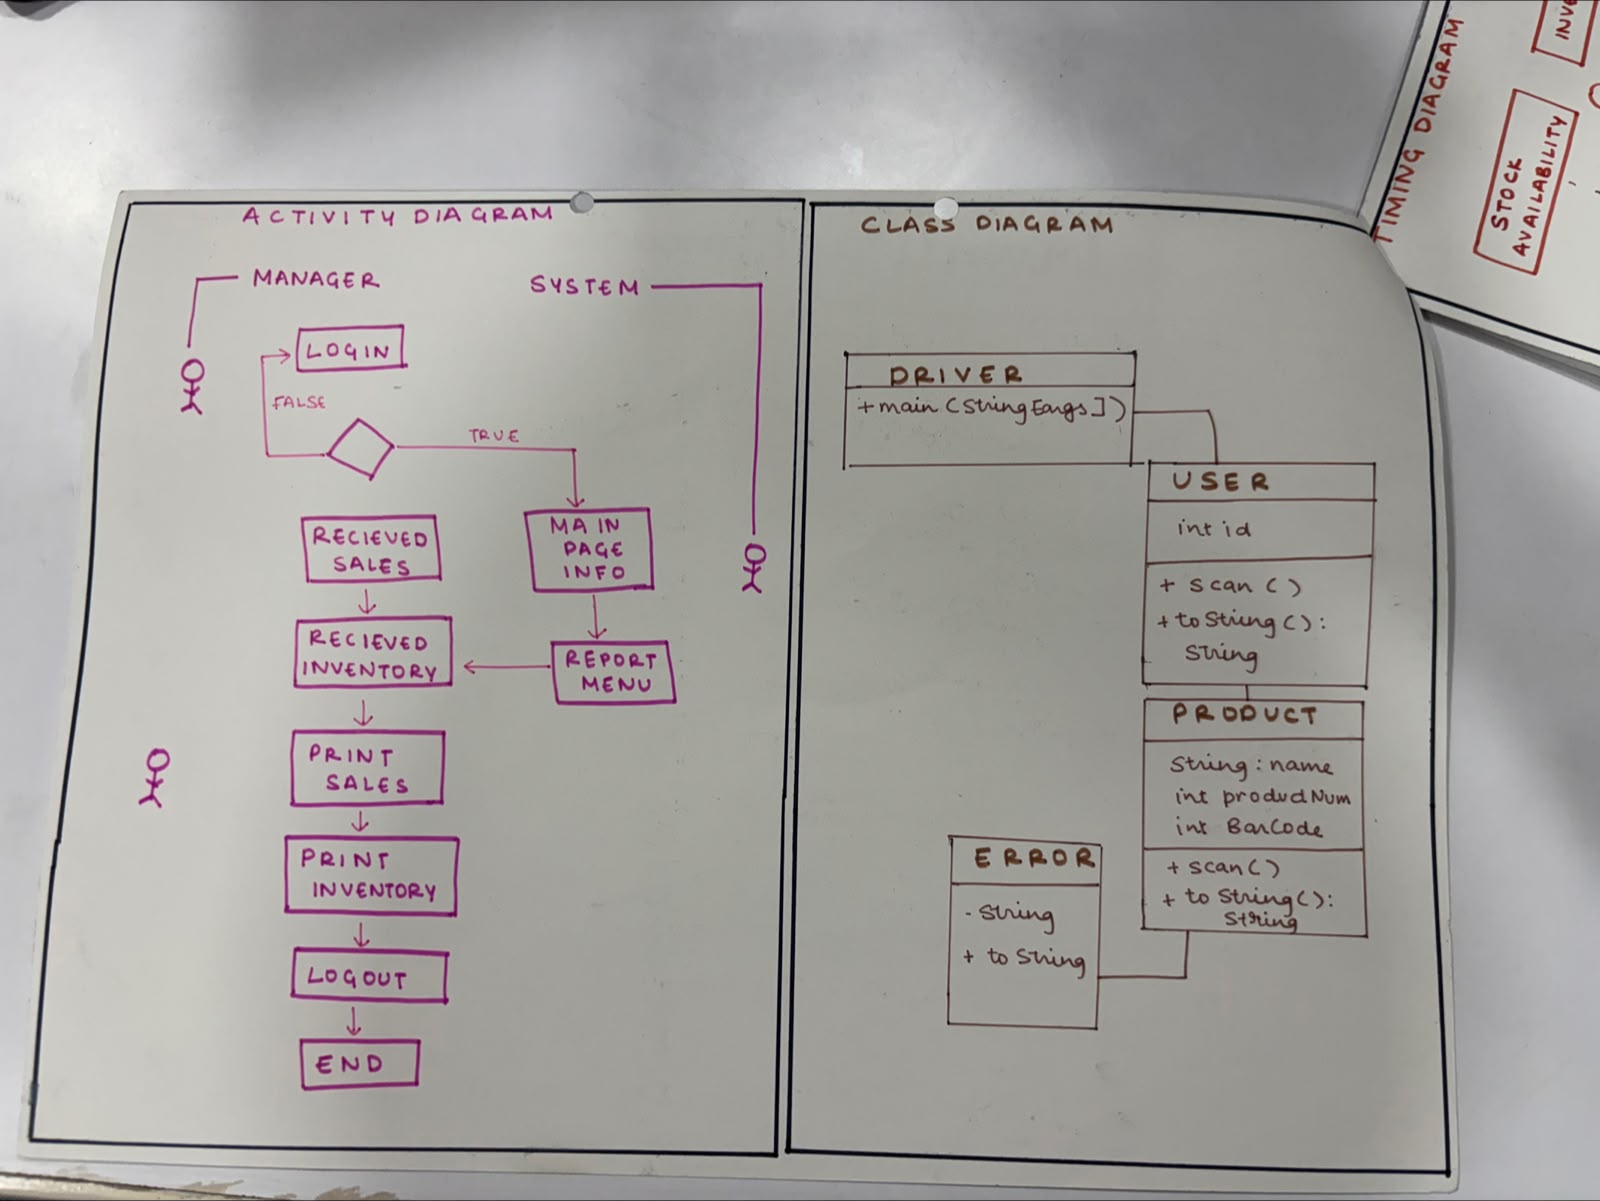 ACTIVITY DIAGRAM
MANAGER
SYSTEM
LOGIN
FALSE
TRUE
RECIEVED
SALES
MAIN
PAGE
INFO
RECIEVED
INVENTORY
REPORT
MENU
PRINT
SALES
PRINT
INVENTORY
LOGOUT
END
CLASS DIAGRAM
DRIVER
+main (String[args])
USER
int id
+ scan ()
+ toString():
string
PRODUCT
String: name
int productNum
int BarCode
+ scan()
+ to String():
String
ERROR
- String
+ to String
TIMING DIAGRAM
STOCK
AVAILABILITY